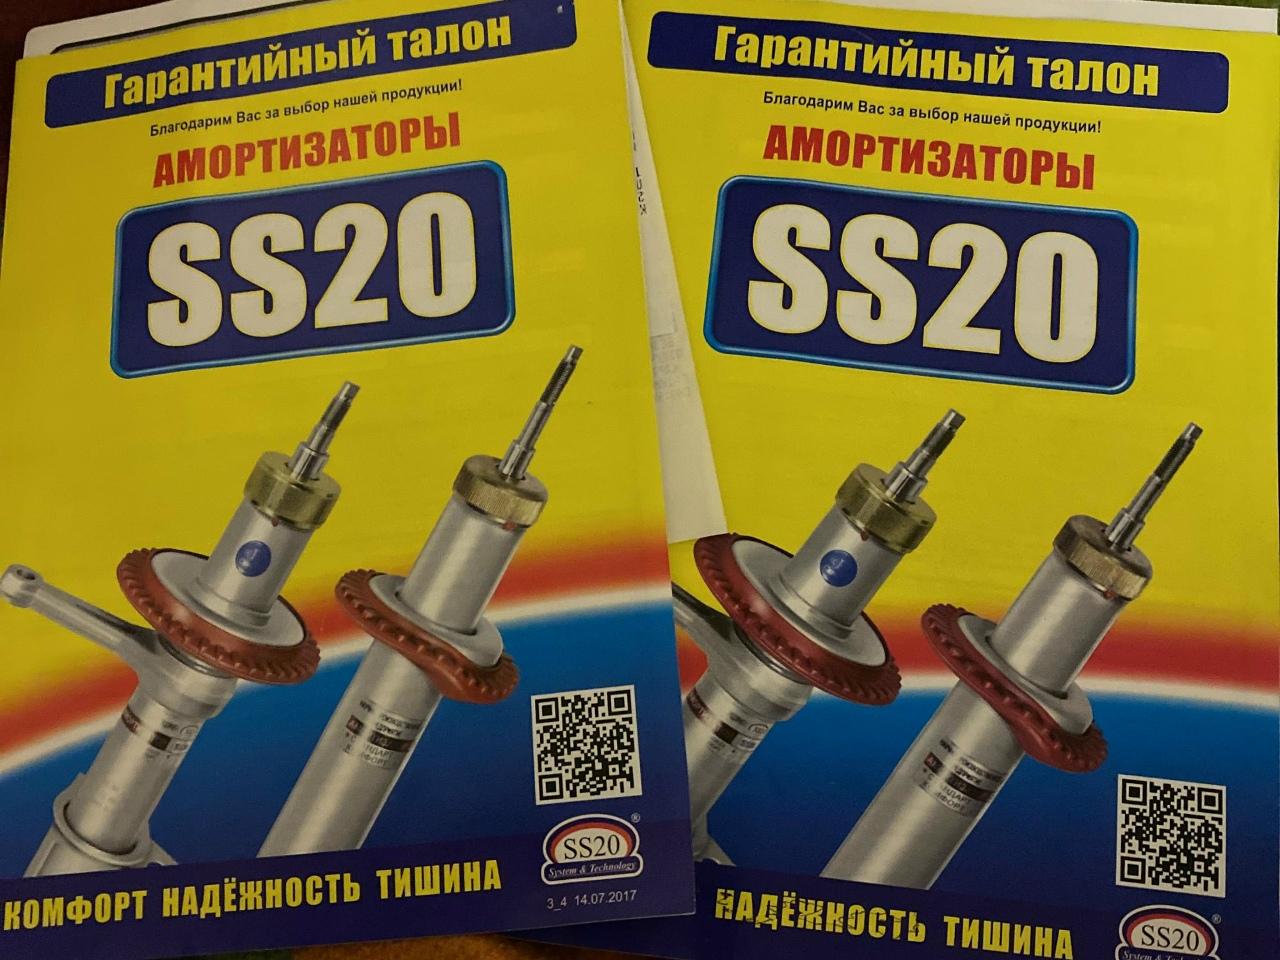 Гарантийный талон
Благодарим Вас за выбор нашей продукции!
АМОРТИЗАТОРЫ
SS20
SS20
System & Technology
®
КОМФОРТ НАДЁЖНОСТЬ ТИШИНА
3_4 14.07.2017
Гарантийный талон
Благодарим Вас за выбор нашей продукции!
АМОРТИЗАТОРЫ
SS20
SS20
®
НАДЁЖНОСТЬ ТИШИНА